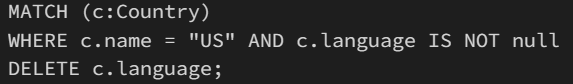 MATCH (c:Country)
WHERE c.name = "US" AND c.language IS NOT null
DELETE c.language;